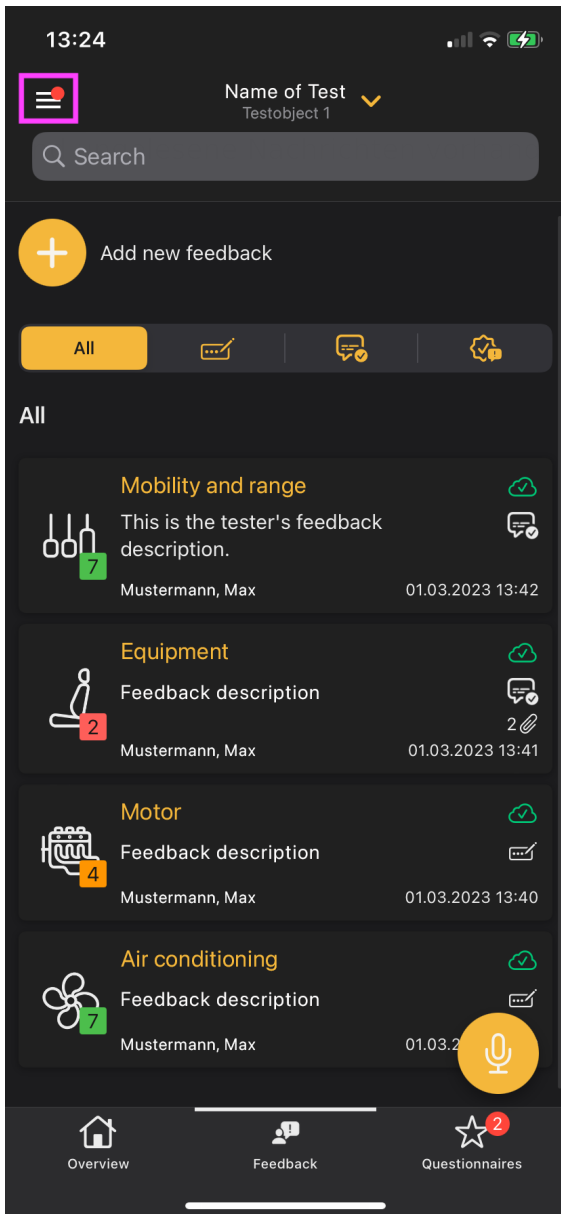 13:24
Name of Test
Testobject 1
Search
Add new feedback
All
All
Mobility and range
This is the tester's feedback
description.
7
Mustermann, Max
01.03.2023 13:42
Equipment
Feedback description
2
2
Mustermann, Max
01.03.2023 13:41
Motor
Feedback description
4
Mustermann, Max
01.03.2023 13:40
Air conditioning
Feedback description
7
Mustermann, Max
01.03.2
2
Overview
Feedback
Questionnaires